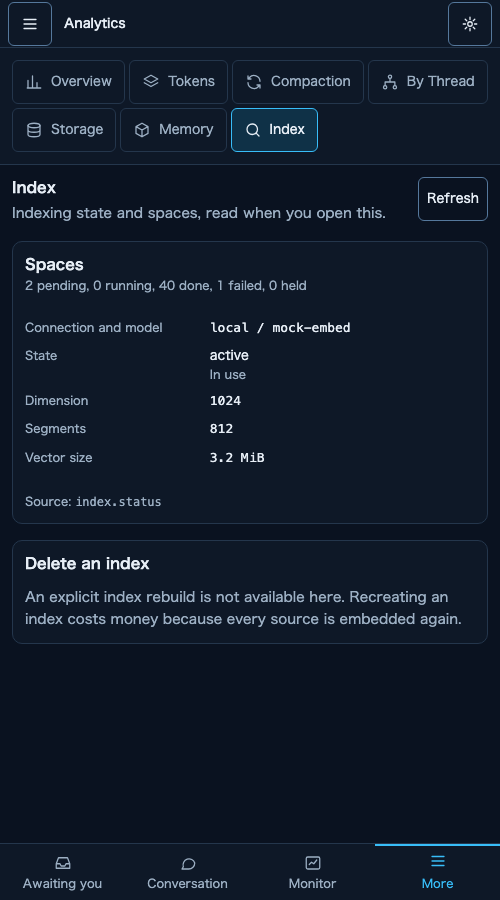 Analytics
Overview
Tokens
Compaction
By Thread
Storage
Memory
Index
Index
Indexing state and spaces, read when you open this.
Refresh
Spaces
2 pending, 0 running, 40 done, 1 failed, 0 held
Connection and model
local / mock-embed
State
active
In use
Dimension
1024
Segments
812
Vector size
3.2 MiB
Source: index.status
Delete an index
An explicit index rebuild is not available here. Recreating an
index costs money because every source is embedded again.
Awaiting you
Conversation
Monitor
More